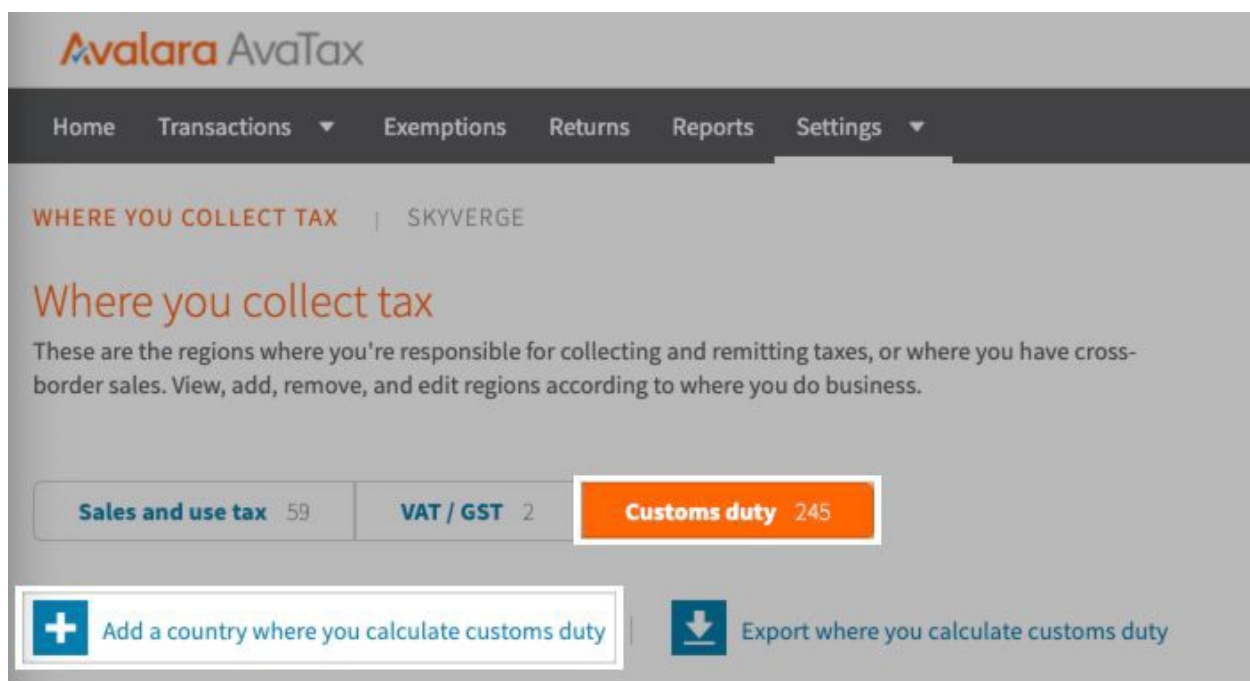 Avalara AvaTax
Home Transactions Exemptions Returns Reports Settings
WHERE YOU COLLECT TAX | SKYVERGE
Where you collect tax
These are the regions where you're responsible for collecting and remitting taxes, or where you have cross-
border sales. View, add, remove, and edit regions according to where you do business.
Sales and use tax 59 VAT / GST 2 Customs duty 245
Add a country where you calculate customs duty | Export where you calculate customs duty